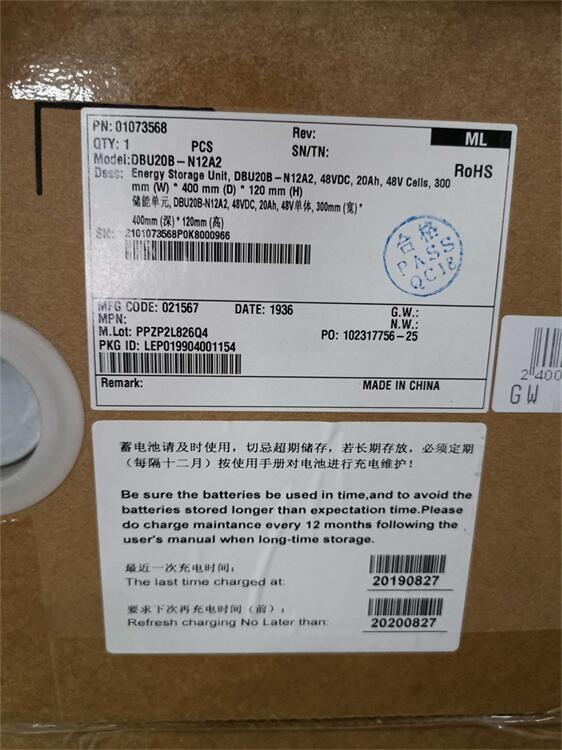 PN: 01073568
Rev:
ML
QTY: 1 PCS
SN/TN:
Model:DBU20B-N12A2
RoHS
Desc: Energy Storage Unit, DBU20B-N12A2, 48VDC, 20Ah, 48V Cells, 300
mm (W) * 400 mm (D) * 120 mm (H)
储能单元, DBU20B-N12A2, 48VDC, 20Ah, 48V单体, 300mm (宽) *
400mm (深) * 120mm (高)
SN: 2101073568P0K8000966
合格
PASS
QC18
MFG CODE: 021567 DATE: 1936 G.W.:
MPN: N.W.:
M.Lot: PPZP2L826Q4 PO: 102317756-25
PKG ID: LEP019904001154
Remark: MADE IN CHINA
2400
GW
蓄电池请及时使用，切忌超期储存，若长期存放，必须定期
（每隔十二月）按使用手册对电池进行充电维护！
Be sure the batteries be used in time,and to avoid the
batteries stored longer than expectation time.Please
do charge maintance every 12 months following the
user's manual when long-time storage.
最近一次充电时间：
The last time charged at: 20190827
要求下次再充电时间（前）：
Refresh charging No Later than: 20200827